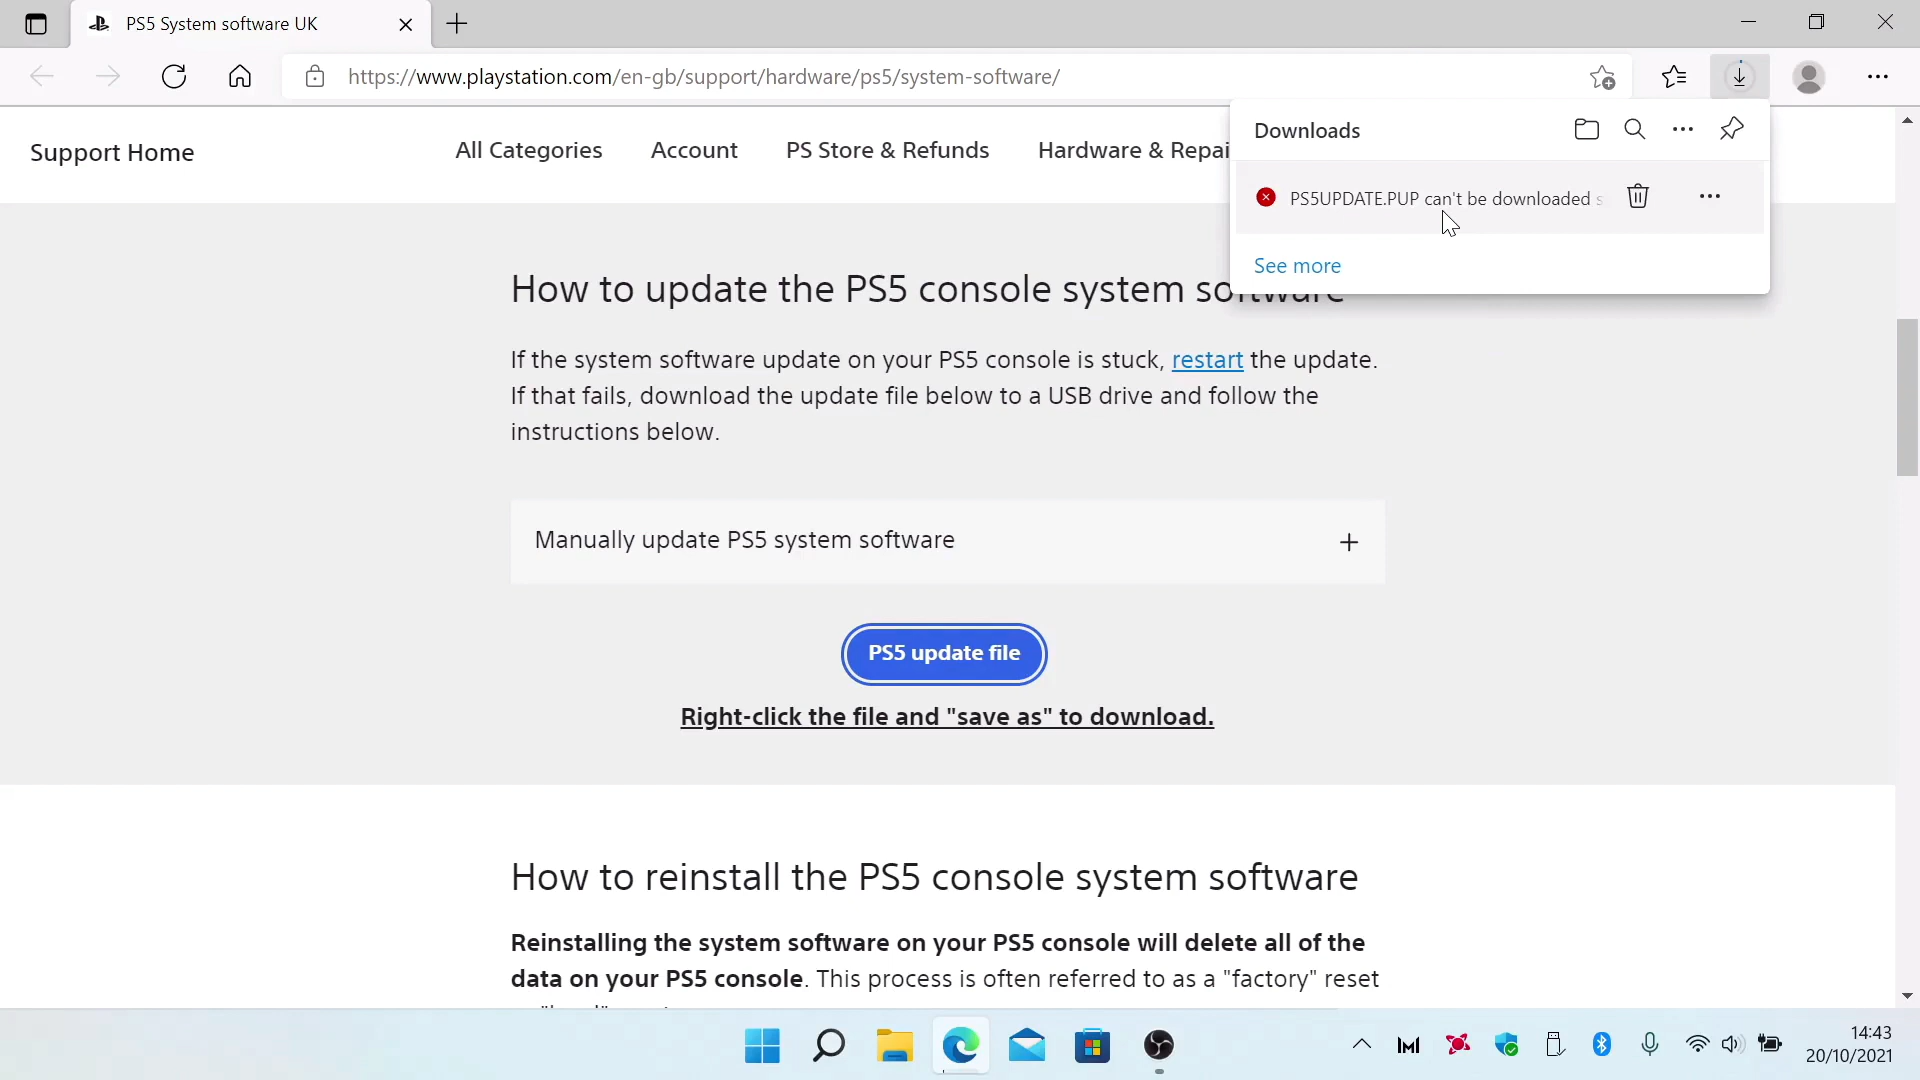 PS5 System software UK
https://www.playstation.com/en-gb/support/hardware/ps5/system-software/
Downloads
PS5UPDATE.PUP can't be downloaded s
See more
Support Home
All Categories
Account
PS Store & Refunds
Hardware & Repai
How to update the PS5 console system software
If the system software update on your PS5 console is stuck, restart the update.
If that fails, download the update file below to a USB drive and follow the
instructions below.
Manually update PS5 system software
PS5 update file
Right-click the file and "save as" to download.
How to reinstall the PS5 console system software
Reinstalling the system software on your PS5 console will delete all of the
data on your PS5 console. This process is often referred to as a "factory" reset
14:43
20/10/2021